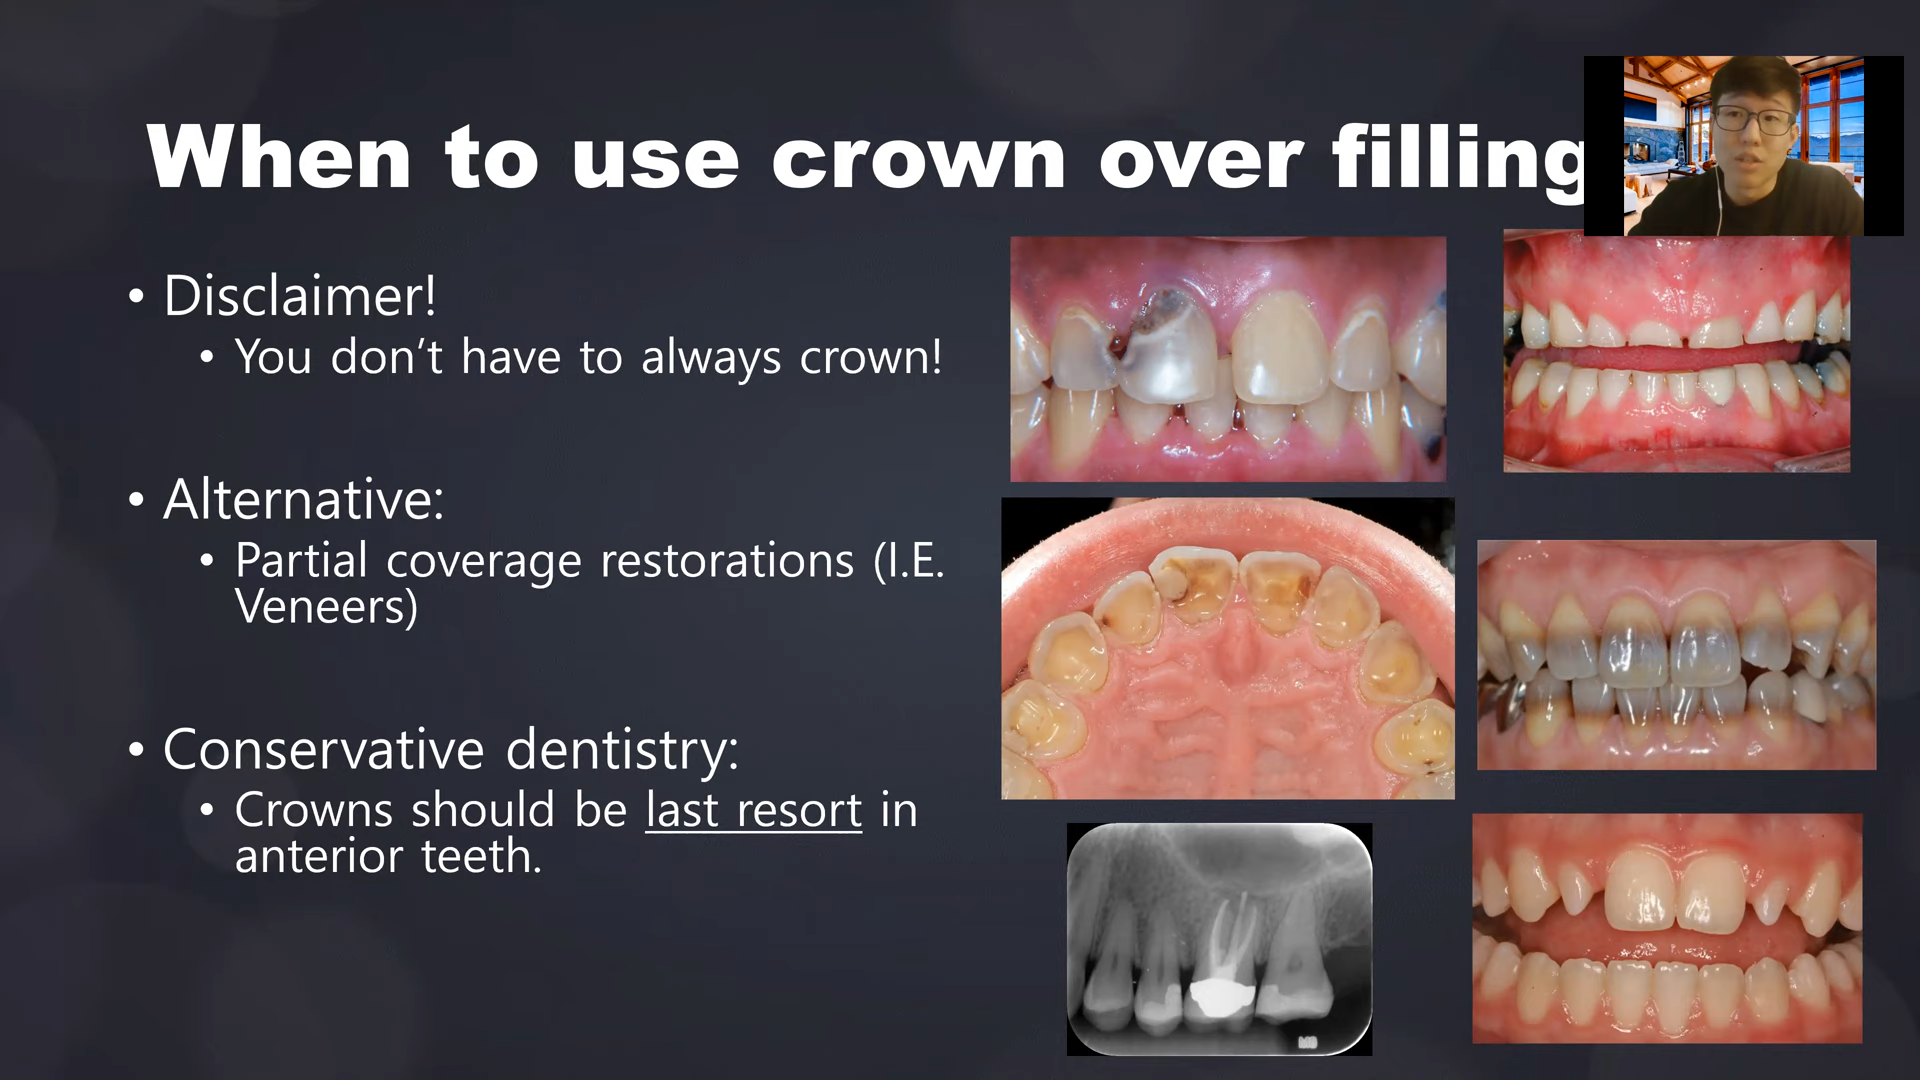 When to use crown over filling
• Disclaimer!
• You don’t have to always crown!
• Alternative:
• Partial coverage restorations (I.E.
Veneers)
• Conservative dentistry:
• Crowns should be last resort in
anterior teeth.